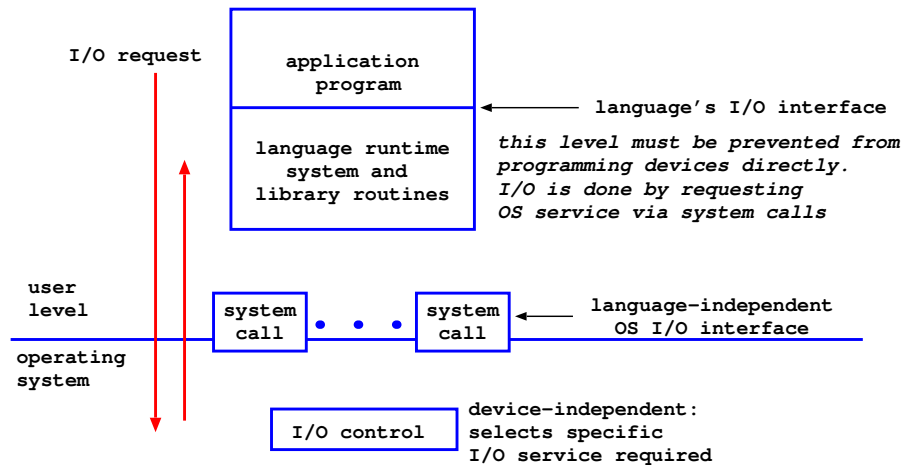 I/O request
application
program
language's I/O interface
language runtime
system and
library routines
this level must be prevented from
programming devices directly.
I/O is done by requesting
OS service via system calls
user
level
system
call
system
call
language-independent
OS I/O interface
operating
system
I/O control
device-independent:
selects specific
I/O service required